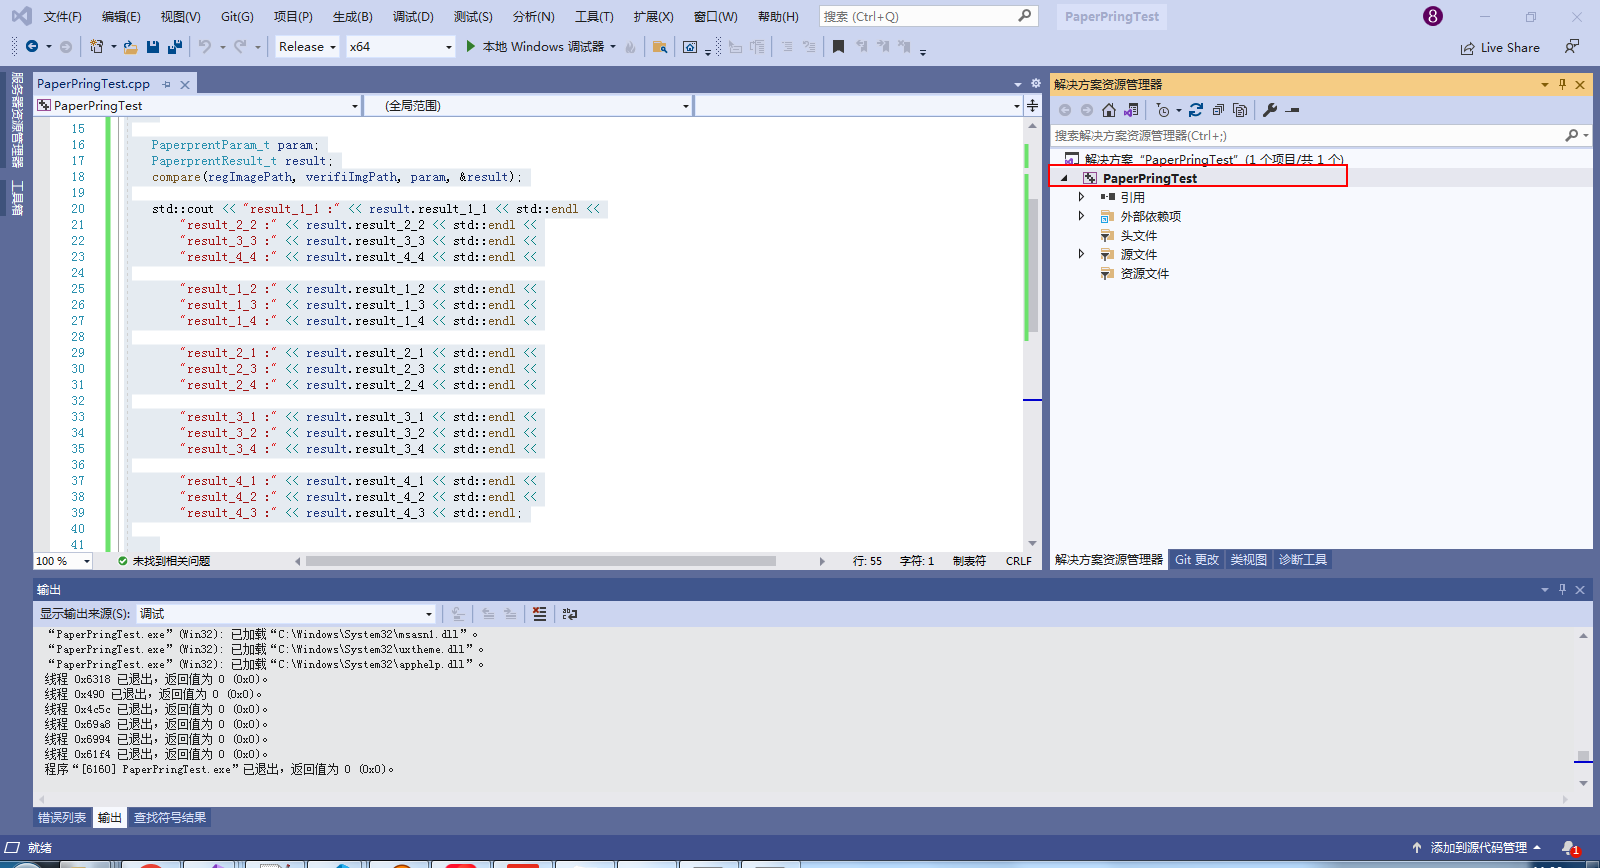 文件(F) 编辑(E) 视图(V) Git(G) 项目(P) 生成(B) 调试(D) 测试(S) 分析(N) 工具(T) 扩展(X) 窗口(W) 帮助(H) 搜索 (Ctrl+Q) PaperPringTest 8
Release x64 本地 Windows 调试器 Live Share
服务器资源管理器
工具箱
PaperPringTest.cpp
PaperPringTest (全局范围)
15
16 PaperprentParam_t param;
17 PaperprentResult_t result;
18 compare(regImagePath, verifiImgPath, param, &result);
19
20 std::cout << "result_1_1 :" << result.result_1_1 << std::endl <<
21 "result_2_2 :" << result.result_2_2 << std::endl <<
22 "result_3_3 :" << result.result_3_3 << std::endl <<
23 "result_4_4 :" << result.result_4_4 << std::endl <<
24
25 "result_1_2 :" << result.result_1_2 << std::endl <<
26 "result_1_3 :" << result.result_1_3 << std::endl <<
27 "result_1_4 :" << result.result_1_4 << std::endl <<
28
29 "result_2_1 :" << result.result_2_1 << std::endl <<
30 "result_2_3 :" << result.result_2_3 << std::endl <<
31 "result_2_4 :" << result.result_2_4 << std::endl <<
32
33 "result_3_1 :" << result.result_3_1 << std::endl <<
34 "result_3_2 :" << result.result_3_2 << std::endl <<
35 "result_3_4 :" << result.result_3_4 << std::endl <<
36
37 "result_4_1 :" << result.result_4_1 << std::endl <<
38 "result_4_2 :" << result.result_4_2 << std::endl <<
39 "result_4_3 :" << result.result_4_3 << std::endl;
40
41
100 % 未找到相关问题 行: 55 字符: 1 制表符 CRLF
解决方案资源管理器
搜索解决方案资源管理器(Ctrl+;)
解决方案 "PaperPringTest" (1 个项目/共 1 个)
PaperPringTest
引用
外部依赖项
头文件
源文件
资源文件
解决方案资源管理器 Git 更改 类视图 诊断工具
输出
显示输出来源(S): 调试
“PaperPringTest.exe”(Win32): 已加载“C:\Windows\System32\msasn1.dll”。
“PaperPringTest.exe”(Win32): 已加载“C:\Windows\System32\uxtheme.dll”。
“PaperPringTest.exe”(Win32): 已加载“C:\Windows\System32\apphelp.dll”。
线程 0x6318 已退出，返回值为 0 (0x0)。
线程 0x490 已退出，返回值为 0 (0x0)。
线程 0x4c5c 已退出，返回值为 0 (0x0)。
线程 0x69a8 已退出，返回值为 0 (0x0)。
线程 0x6994 已退出，返回值为 0 (0x0)。
线程 0x61f4 已退出，返回值为 0 (0x0)。
程序“[6160] PaperPringTest.exe”已退出，返回值为 0 (0x0)。
错误列表 输出 查找符号结果
就绪 添加到源代码管理 1